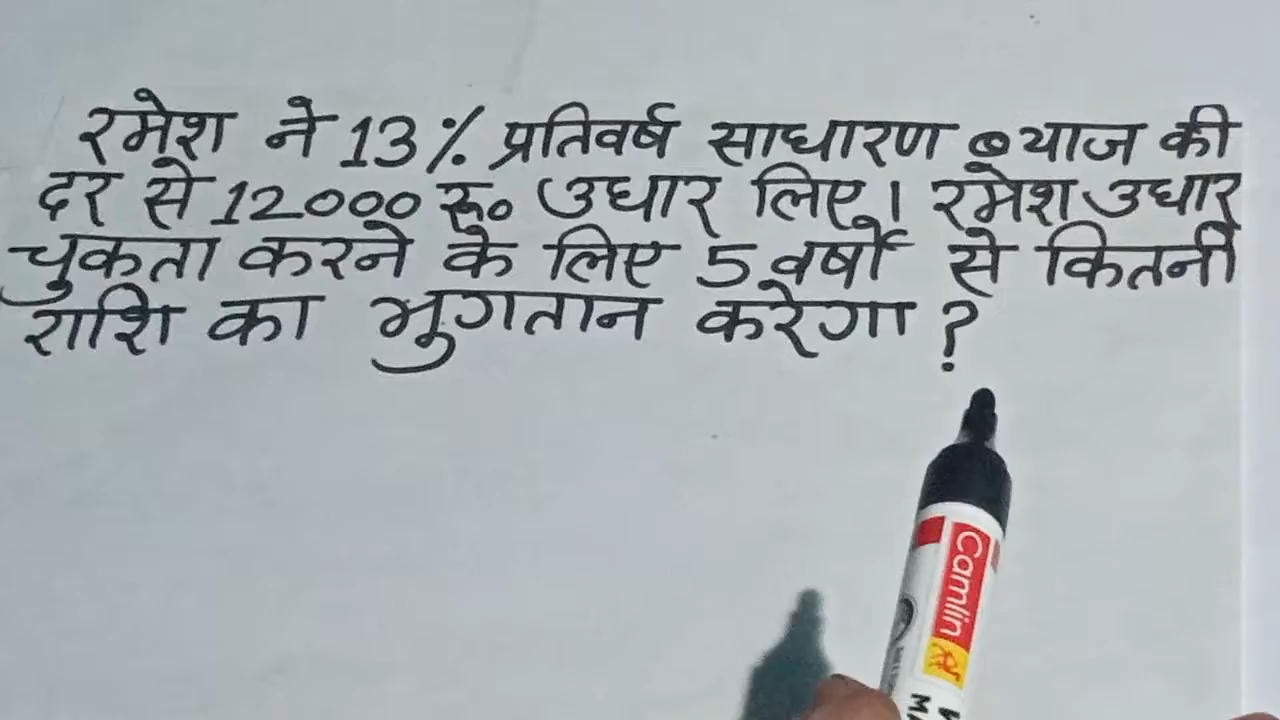 रमेश ने 13% प्रतिवर्ष साधारण ब्याज की
दर से 12000 रू० उधार लिए। रमेश उधार
चुकता करने के लिए 5 वर्षों से कितनी
राशि का भुगतान करेगा ?
Camlin